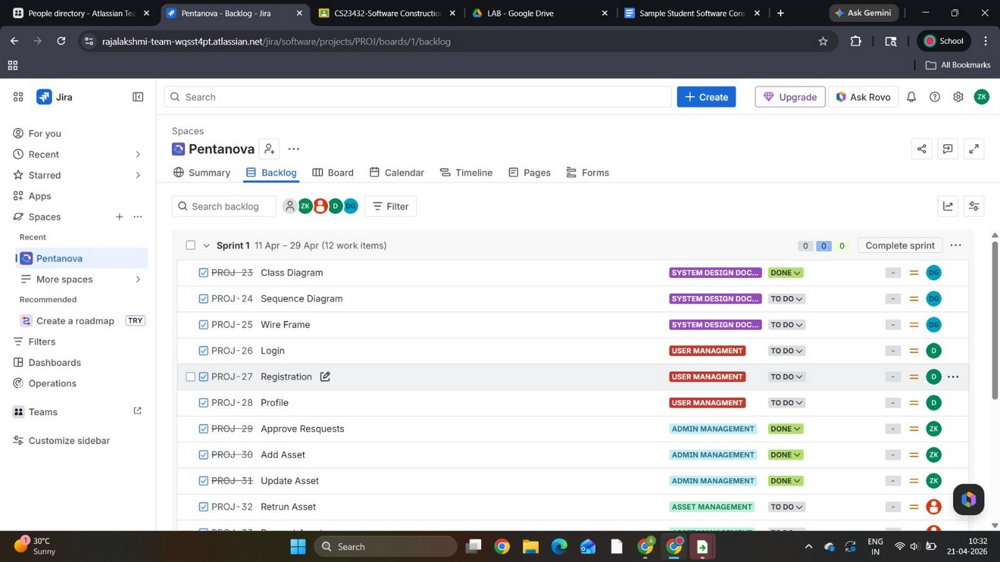 People directory - Atlassian Tea
Pentanova - Backlog - Jira
CS23432-Software Construction
LAB - Google Drive
Sample Student Software Cons
Ask Gemini
rajalakshmi-team-wqsst4pt.atlassian.net/jira/software/projects/PROJ/boards/1/backlog
School
All Bookmarks
Jira
Search
+ Create
Upgrade
Ask Rovo
ZK
For you
Recent
Starred
Apps
Spaces
Recent
Pentanova
More spaces
Recommended
Create a roadmap TRY
Filters
Dashboards
Operations
Teams
Customize sidebar
Spaces
Pentanova
Summary Backlog Board Calendar Timeline Pages Forms
Search backlog ZK D DG Filter
Sprint 1 11 Apr – 29 Apr (12 work items) 0 0 0 Complete sprint
PROJ-23 Class Diagram SYSTEM DESIGN DOC... DONE - DG
PROJ-24 Sequence Diagram SYSTEM DESIGN DOC... TO DO - DG
PROJ-25 Wire Frame SYSTEM DESIGN DOC... TO DO - DG
PROJ-26 Login USER MANAGMENT TO DO - D
PROJ-27 Registration USER MANAGMENT TO DO - D
PROJ-28 Profile USER MANAGMENT TO DO - D
PROJ-29 Approve Resquests ADMIN MANAGEMENT DONE - ZK
PROJ-30 Add Asset ADMIN MANAGEMENT DONE - ZK
PROJ-31 Update Asset ADMIN MANAGEMENT DONE - ZK
PROJ-32 Retrun Asset ASSET MANAGEMENT TO DO -
1
30°C
Sunny
Search
A
ENG
IN
10:32
21-04-2026